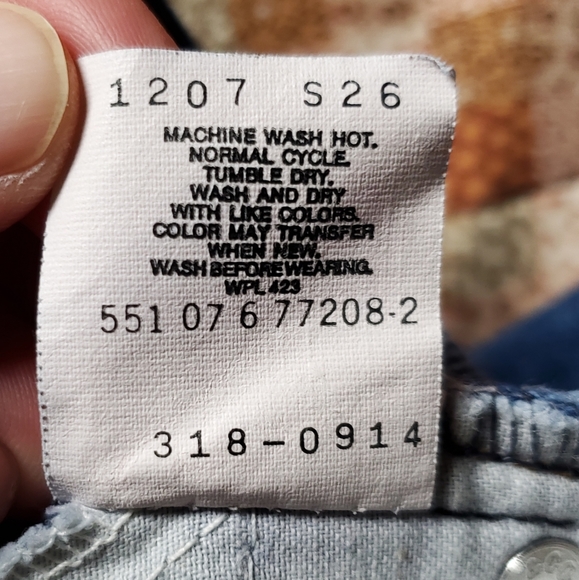 1207 S26
MACHINE WASH HOT.
NORMAL CYCLE.
TUMBLE DRY.
WASH AND DRY
WITH LIKE COLORS.
COLOR MAY TRANSFER
WHEN NEW.
WASH BEFORE WEARING.
WPL 423
551 07 6 77208-2
318-0914